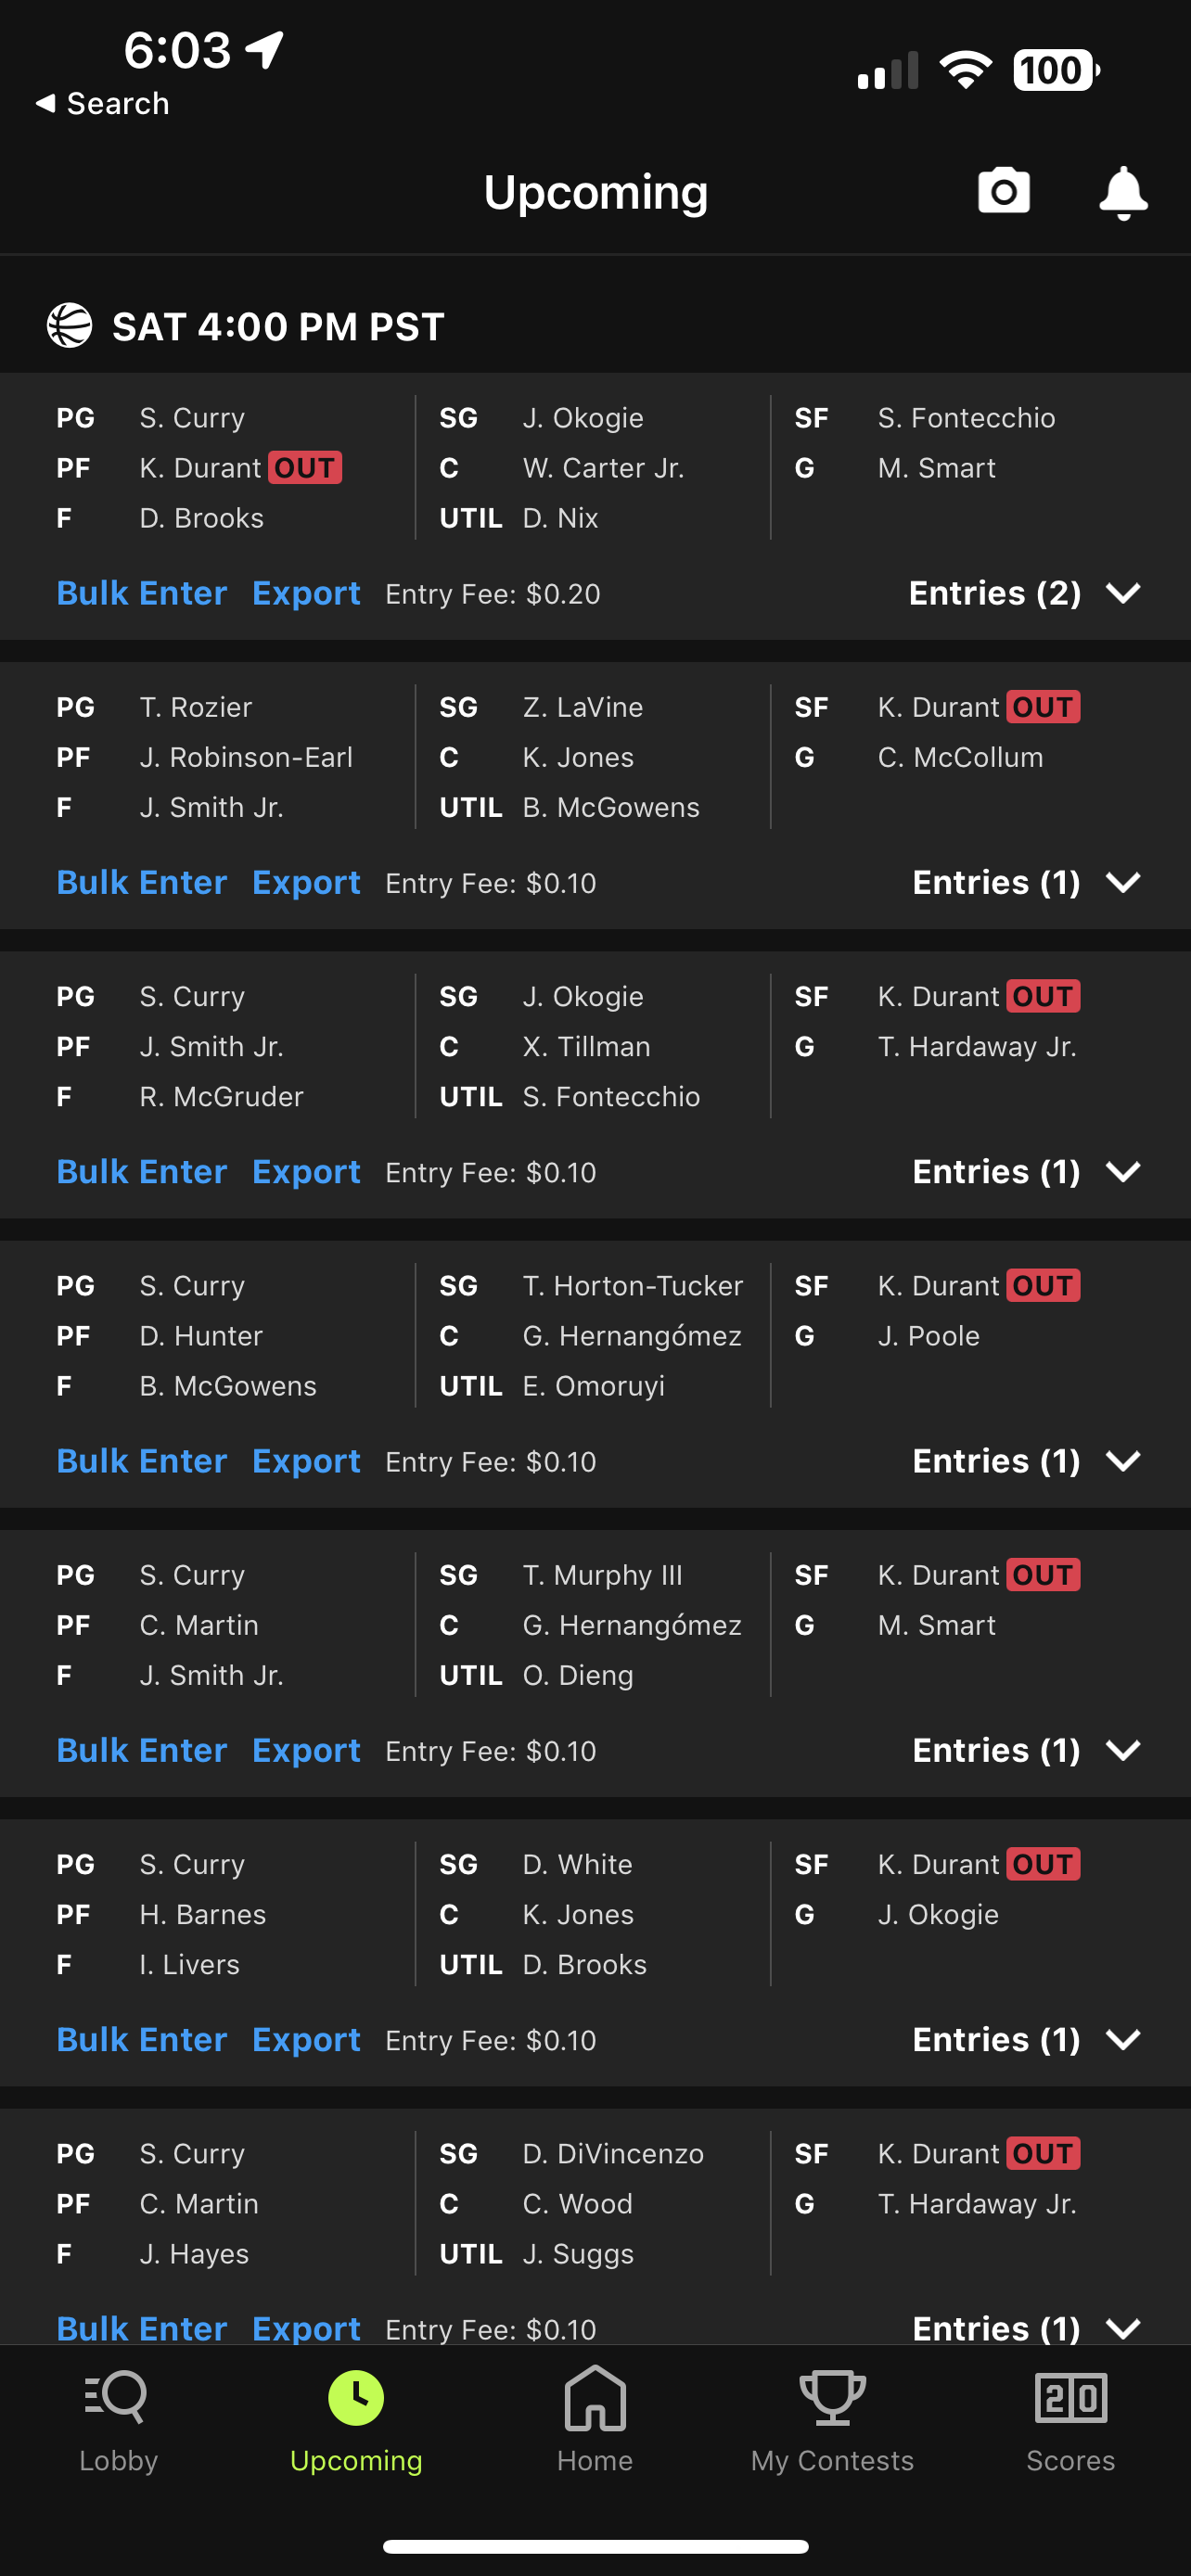 6:03
100
◄ Search
Upcoming
SAT 4:00 PM PST
PG S. Curry SG J. Okogie SF S. Fontecchio
PF K. Durant OUT C W. Carter Jr. G M. Smart
F D. Brooks UTIL D. Nix
Bulk Enter Export Entry Fee: $0.20 Entries (2)
PG T. Rozier SG Z. LaVine SF K. Durant OUT
PF J. Robinson-Earl C K. Jones G C. McCollum
F J. Smith Jr. UTIL B. McGowens
Bulk Enter Export Entry Fee: $0.10 Entries (1)
PG S. Curry SG J. Okogie SF K. Durant OUT
PF J. Smith Jr. C X. Tillman G T. Hardaway Jr.
F R. McGruder UTIL S. Fontecchio
Bulk Enter Export Entry Fee: $0.10 Entries (1)
PG S. Curry SG T. Horton-Tucker SF K. Durant OUT
PF D. Hunter C G. Hernangómez G J. Poole
F B. McGowens UTIL E. Omoruyi
Bulk Enter Export Entry Fee: $0.10 Entries (1)
PG S. Curry SG T. Murphy III SF K. Durant OUT
PF C. Martin C G. Hernangómez G M. Smart
F J. Smith Jr. UTIL O. Dieng
Bulk Enter Export Entry Fee: $0.10 Entries (1)
PG S. Curry SG D. White SF K. Durant OUT
PF H. Barnes C K. Jones G J. Okogie
F I. Livers UTIL D. Brooks
Bulk Enter Export Entry Fee: $0.10 Entries (1)
PG S. Curry SG D. DiVincenzo SF K. Durant OUT
PF C. Martin C C. Wood G T. Hardaway Jr.
F J. Hayes UTIL J. Suggs
Bulk Enter Export Entry Fee: $0.10 Entries (1)
20
Lobby Upcoming Home My Contests Scores